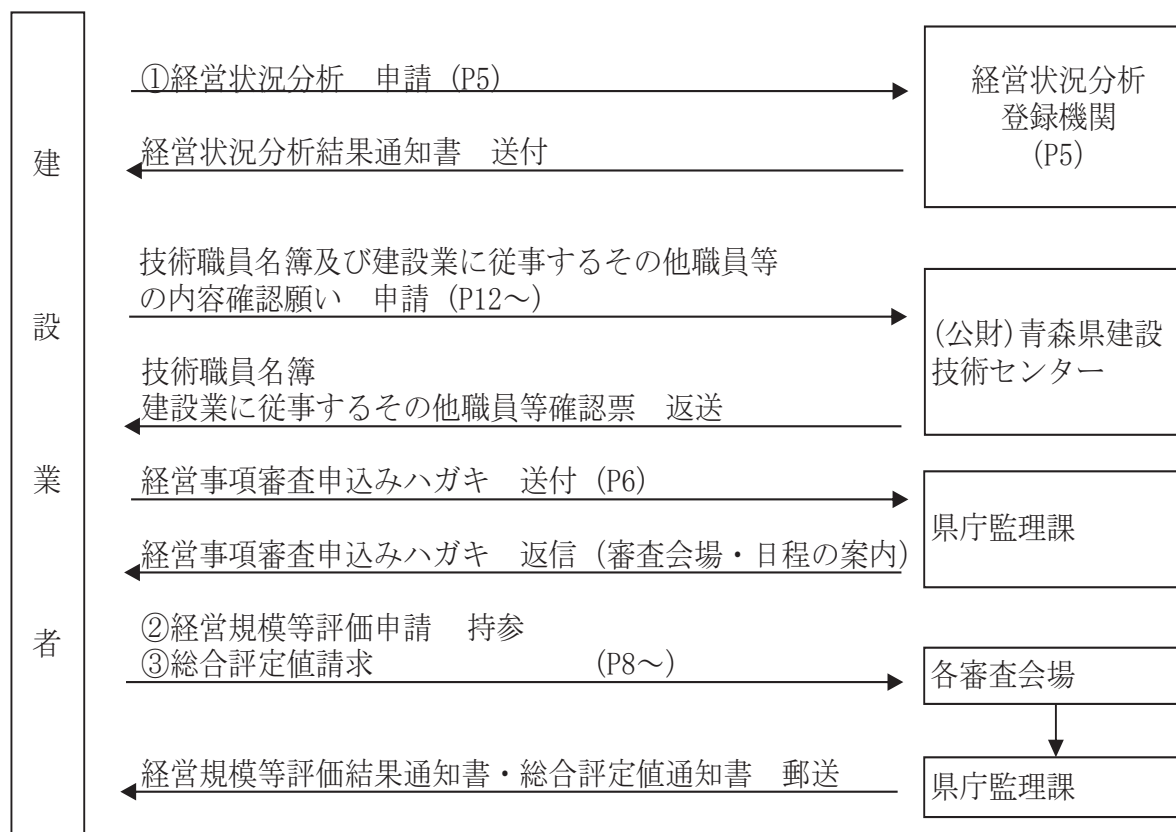 建
設
業
者
①経営状況分析　申請 (P5)
経営状況分析結果通知書　送付
経営状況分析
登録機関
(P5)
技術職員名簿及び建設業に従事するその他職員等
の内容確認願い　申請 (P12～)
技術職員名簿
建設業に従事するその他職員等確認票　返送
(公財)青森県建設
技術センター
経営事項審査申込みハガキ　送付 (P6)
経営事項審査申込みハガキ　返信 (審査会場・日程の案内)
県庁監理課
②経営規模等評価申請　持参
③総合評定値請求　(P8～)
各審査会場
経営規模等評価結果通知書・総合評定値通知書　郵送
県庁監理課